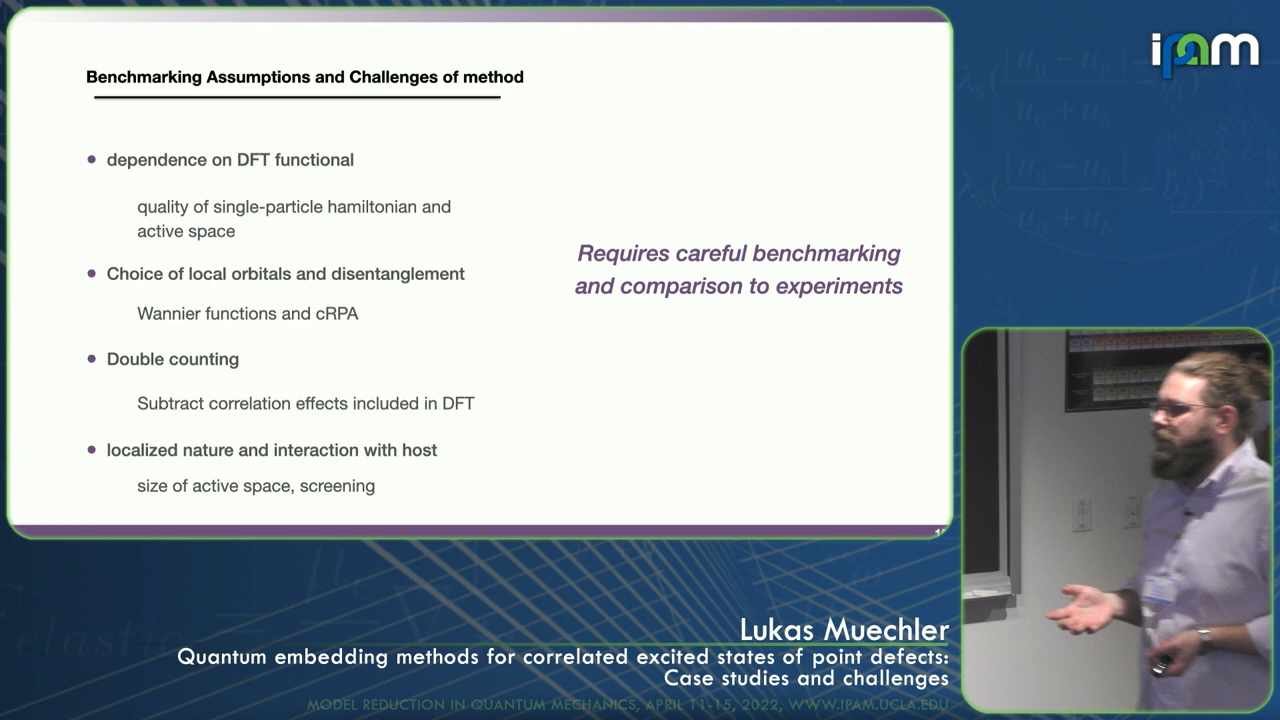 Benchmarking Assumptions and Challenges of method
dependence on DFT functional
quality of single-particle hamiltonian and
active space
Choice of local orbitals and disentanglement
Wannier functions and cRPA
Double counting
Subtract correlation effects included in DFT
localized nature and interaction with host
size of active space, screening
Requires careful benchmarking
and comparison to experiments
ipam
Lukas Muechler
Quantum embedding methods for correlated excited states of point defects:
Case studies and challenges
MODEL REDUCTION IN QUANTUM MECHANICS, APRIL 11-15, 2022, WWW.IPAM.UCLA.EDU